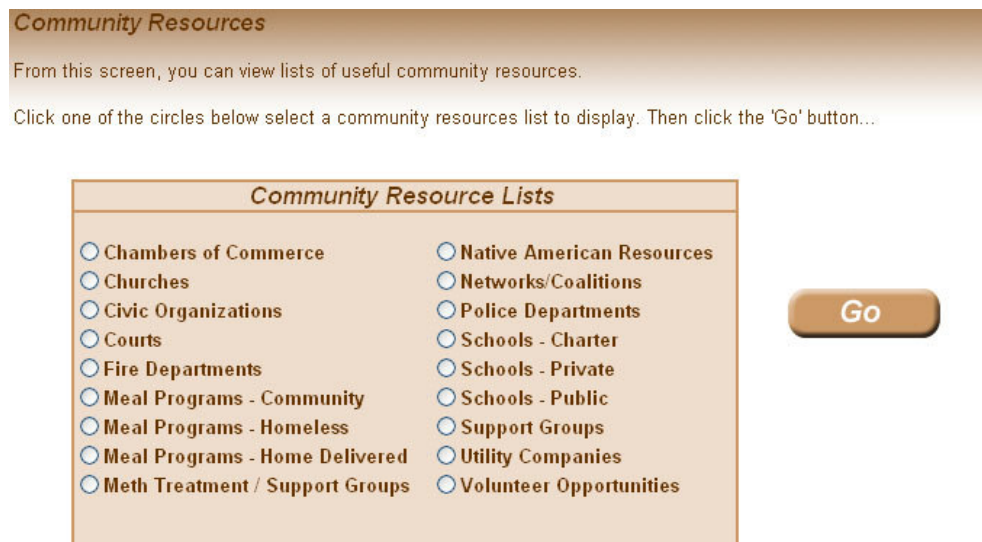 Community Resources
From this screen, you can view lists of useful community resources.
Click one of the circles below select a community resources list to display. Then click the 'Go' button...
Community Resource Lists
Chambers of Commerce
Churches
Civic Organizations
Courts
Fire Departments
Meal Programs - Community
Meal Programs - Homeless
Meal Programs - Home Delivered
Meth Treatment / Support Groups
Native American Resources
Networks/Coalitions
Police Departments
Schools - Charter
Schools - Private
Schools - Public
Support Groups
Utility Companies
Volunteer Opportunities
Go